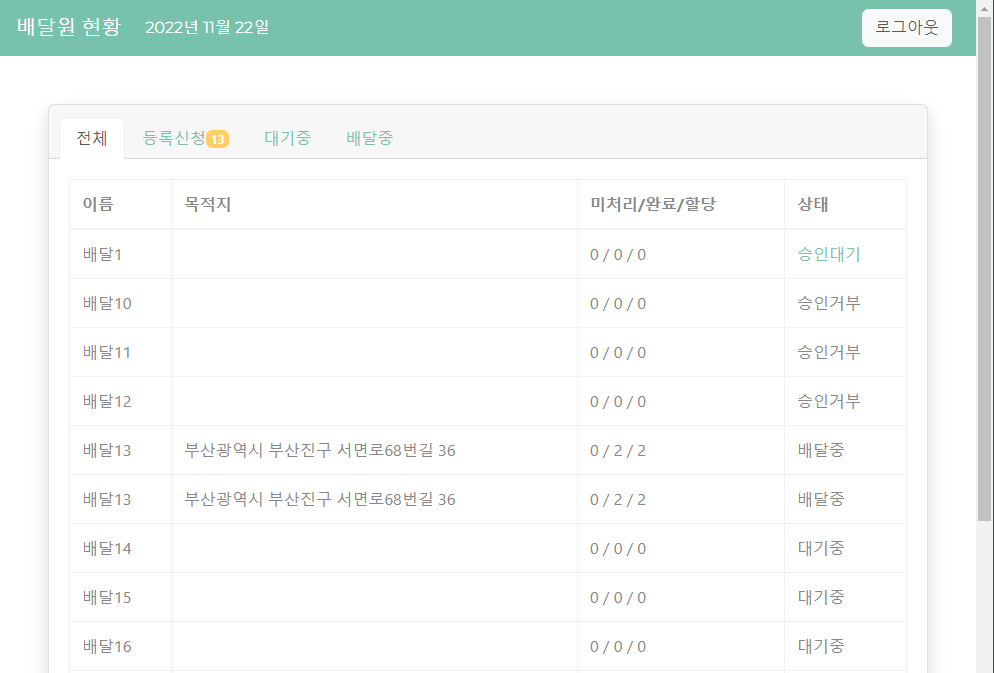 배달원 현황 2022년 11월 22일 로그아웃
전체 등록신청 13 대기중 배달중
이름 목적지 미처리/완료/할당 상태
배달1 0 / 0 / 0 승인대기
배달10 0 / 0 / 0 승인거부
배달11 0 / 0 / 0 승인거부
배달12 0 / 0 / 0 승인거부
배달13 부산광역시 부산진구 서면로68번길 36 0 / 2 / 2 배달중
배달13 부산광역시 부산진구 서면로68번길 36 0 / 2 / 2 배달중
배달14 0 / 0 / 0 대기중
배달15 0 / 0 / 0 대기중
배달16 0 / 0 / 0 대기중